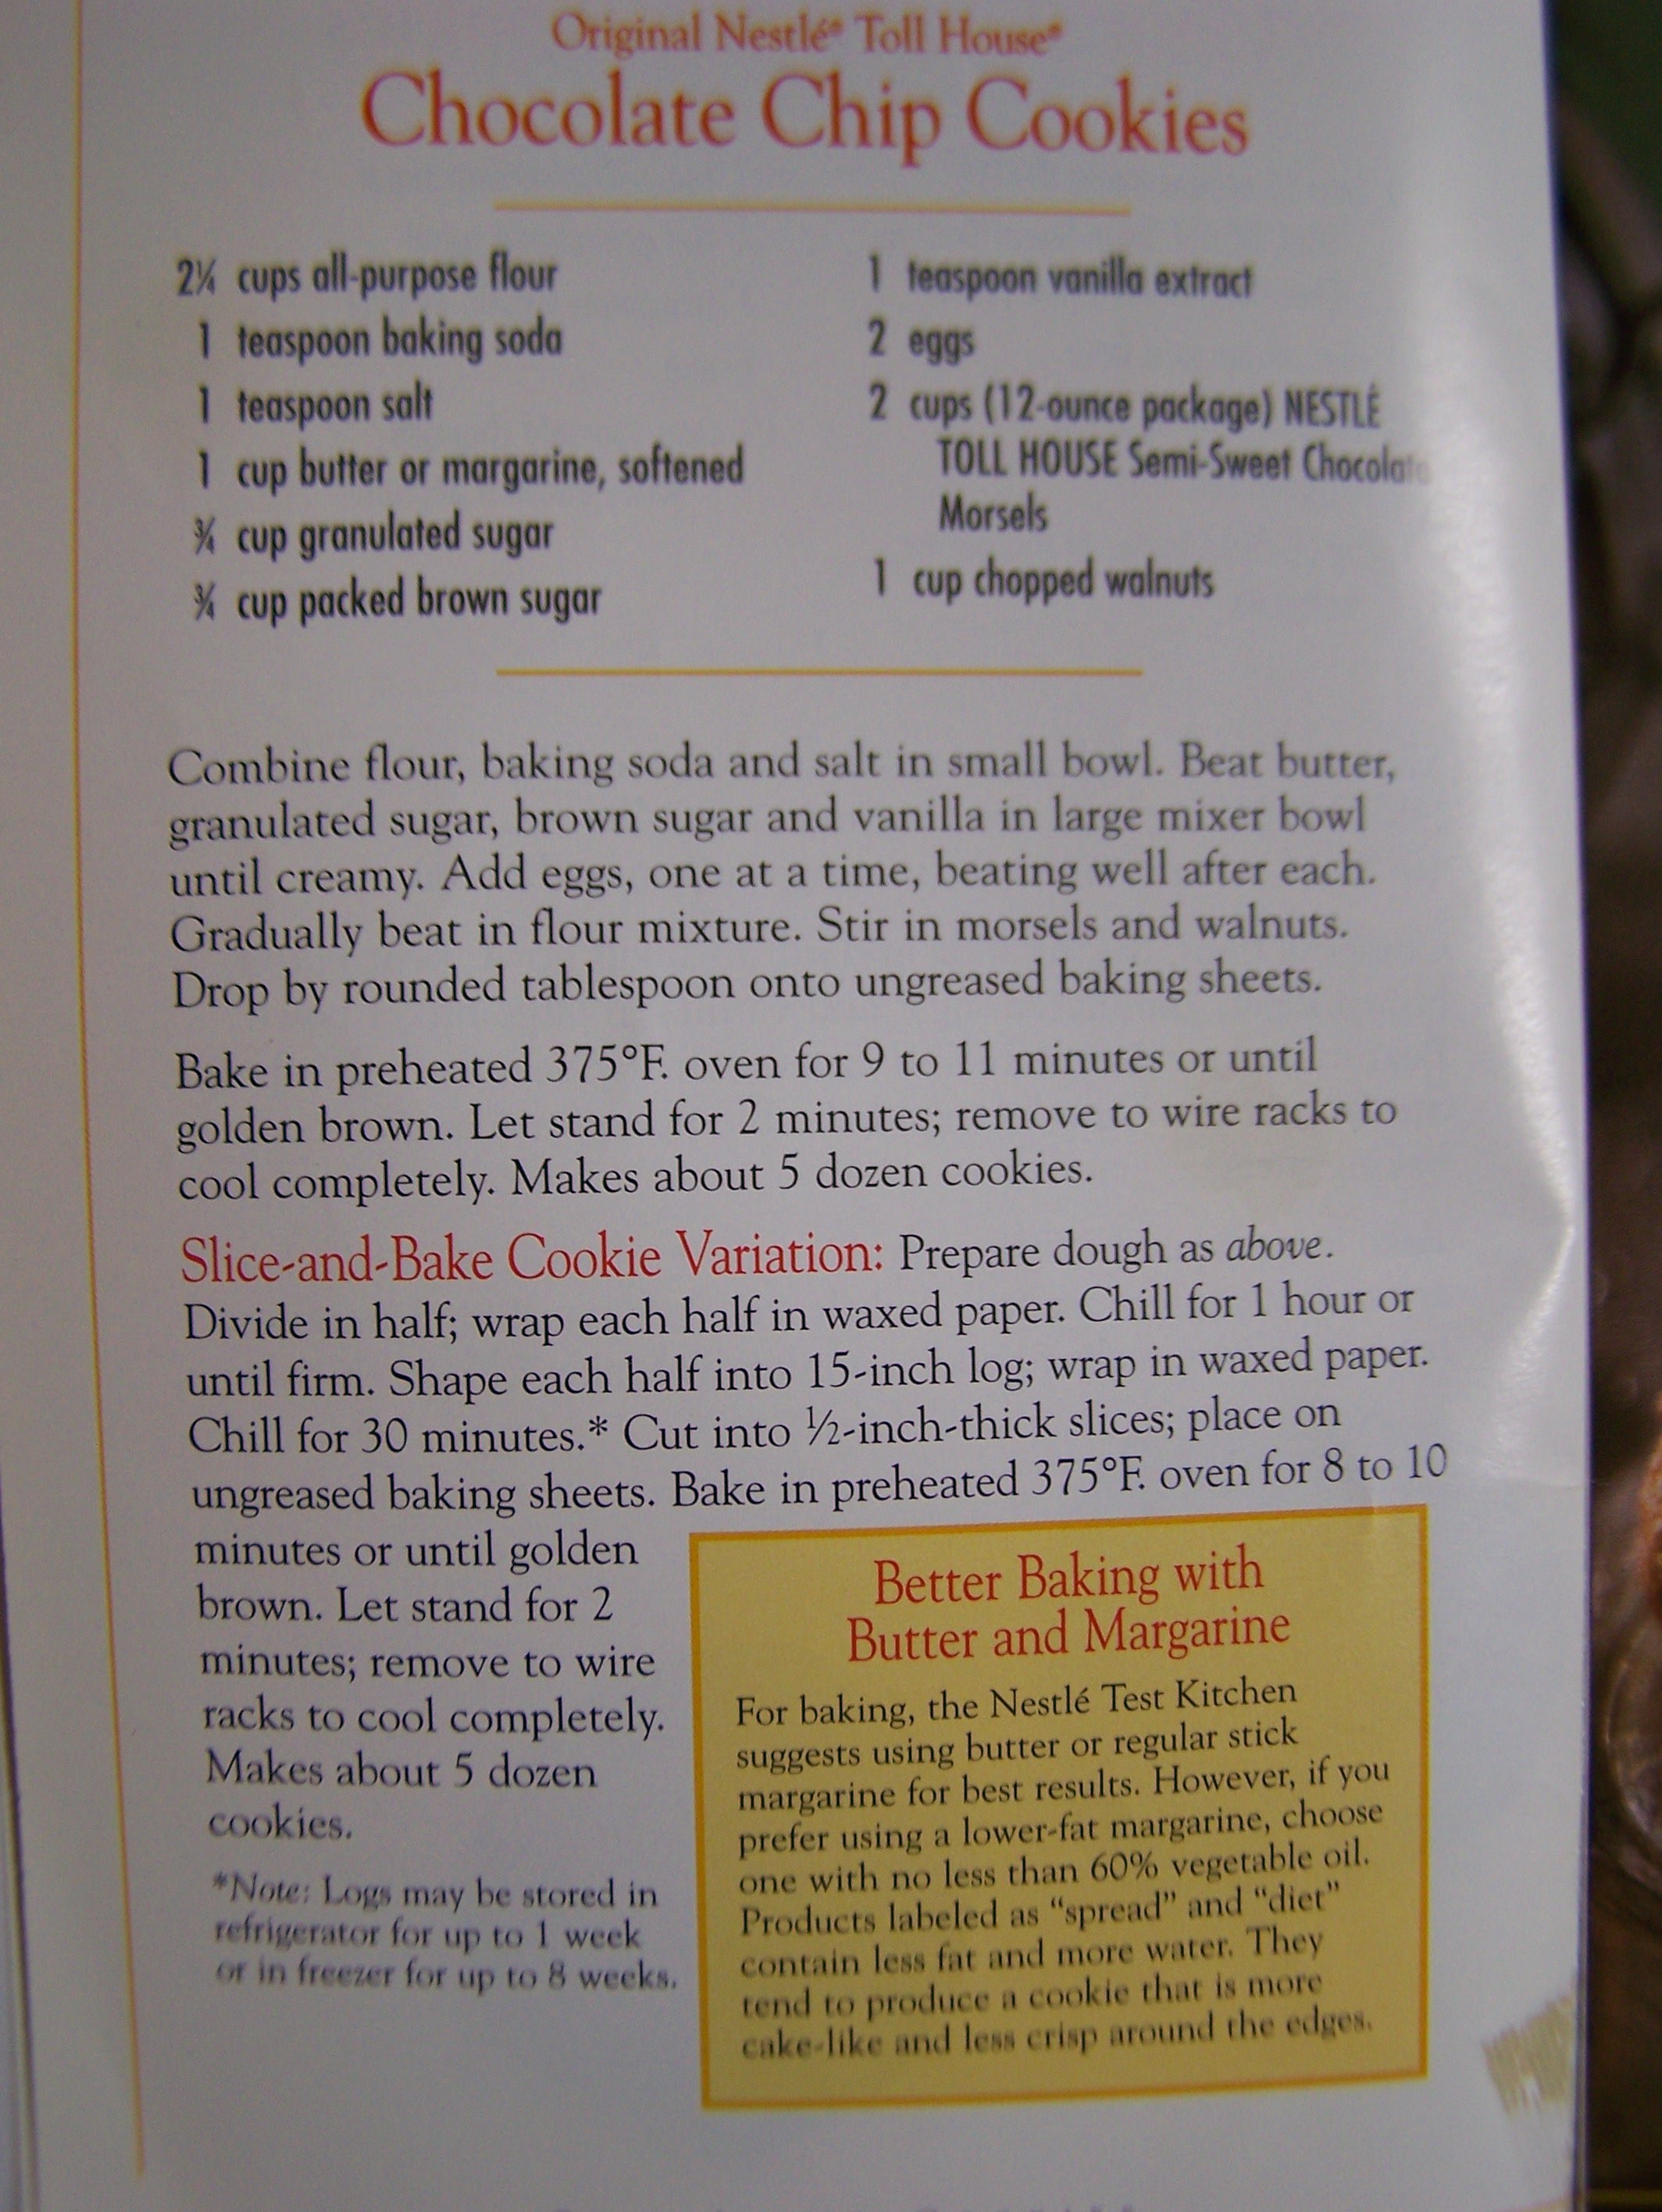 Original Nestlé® Toll House®
Chocolate Chip Cookies
2¼ cups all-purpose flour
1 teaspoon baking soda
1 teaspoon salt
1 cup butter or margarine, softened
¾ cup granulated sugar
¾ cup packed brown sugar
1 teaspoon vanilla extract
2 eggs
2 cups (12-ounce package) NESTLÉ
TOLL HOUSE Semi-Sweet Chocolate
Morsels
1 cup chopped walnuts
Combine flour, baking soda and salt in small bowl. Beat butter,
granulated sugar, brown sugar and vanilla in large mixer bowl
until creamy. Add eggs, one at a time, beating well after each.
Gradually beat in flour mixture. Stir in morsels and walnuts.
Drop by rounded tablespoon onto ungreased baking sheets.
Bake in preheated 375°F. oven for 9 to 11 minutes or until
golden brown. Let stand for 2 minutes; remove to wire racks to
cool completely. Makes about 5 dozen cookies.
Slice-and-Bake Cookie Variation: Prepare dough as above.
Divide in half; wrap each half in waxed paper. Chill for 1 hour or
until firm. Shape each half into 15-inch log; wrap in waxed paper.
Chill for 30 minutes.* Cut into ½-inch-thick slices; place on
ungreased baking sheets. Bake in preheated 375°F. oven for 8 to 10
minutes or until golden
brown. Let stand for 2
minutes; remove to wire
racks to cool completely.
Makes about 5 dozen
cookies.
*Note: Logs may be stored in
refrigerator for up to 1 week
or in freezer for up to 8 weeks.
Better Baking with
Butter and Margarine
For baking, the Nestlé Test Kitchen
suggests using butter or regular stick
margarine for best results. However, if you
prefer using a lower-fat margarine, choose
one with no less than 60% vegetable oil.
Products labeled as "spread" and "diet"
contain less fat and more water. They
tend to produce a cookie that is more
cake-like and less crisp around the edges.